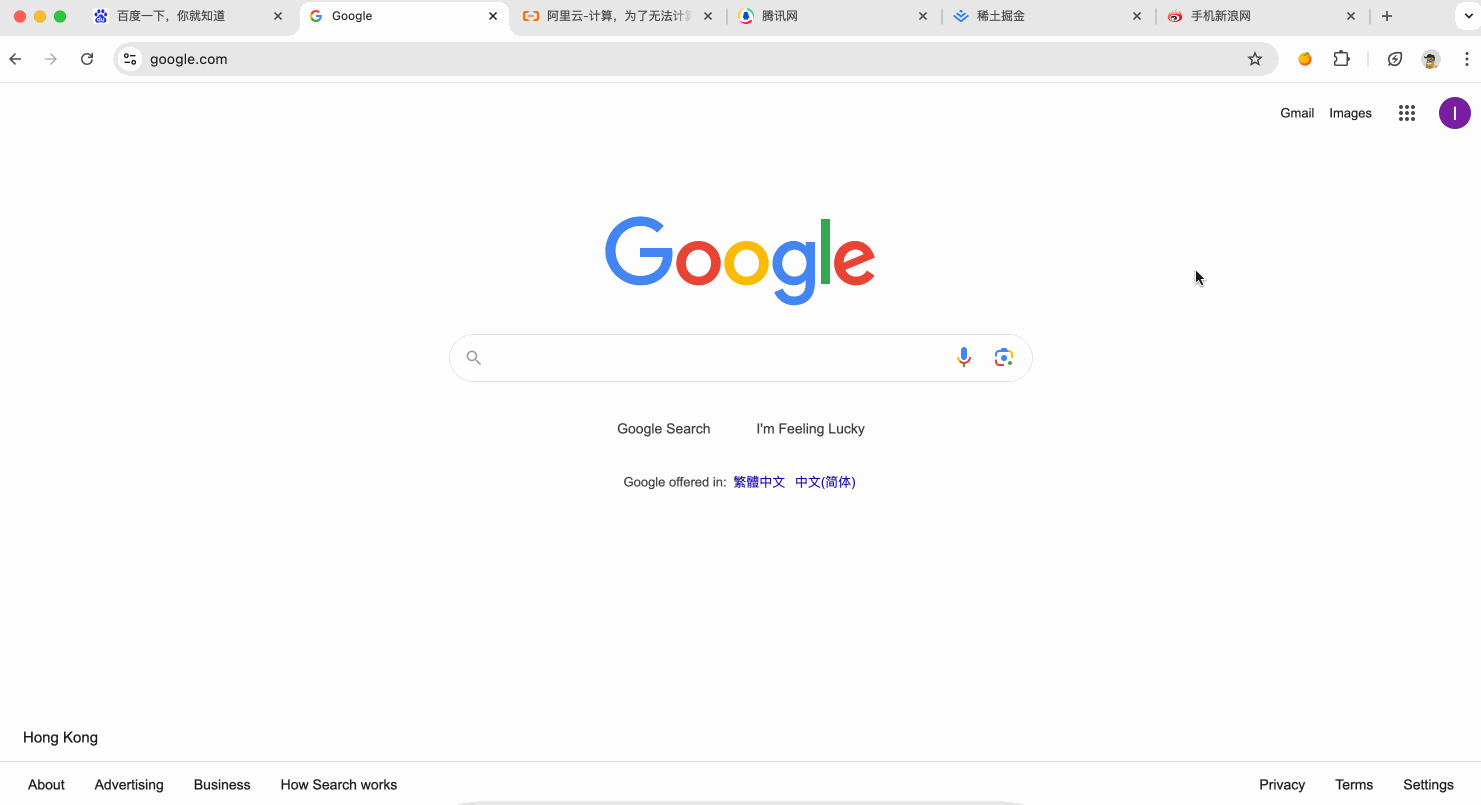 百度一下，你就知道
Google
阿里云-计算，为了无法计算
腾讯网
稀土掘金
手机新浪网
google.com
Gmail
Images
I
Google
Google Search
I'm Feeling Lucky
Google offered in: 繁體中文 中文(简体)
Hong Kong
About
Advertising
Business
How Search works
Privacy
Terms
Settings